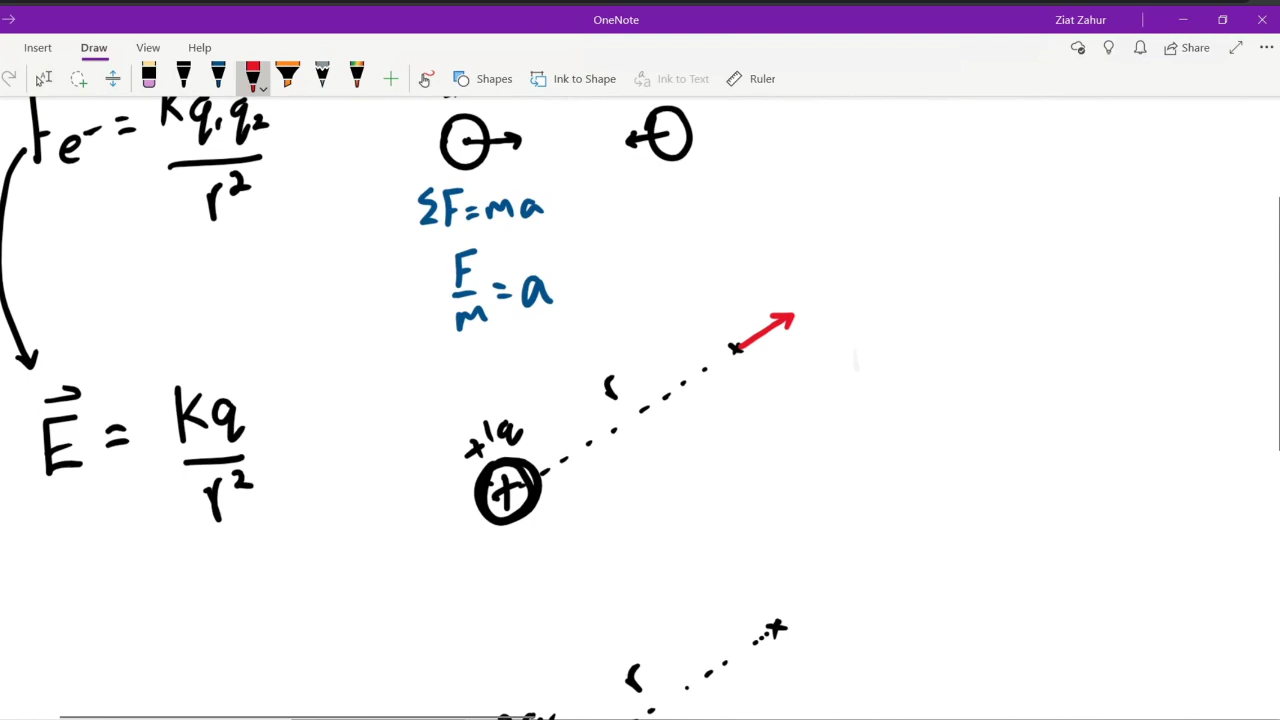 OneNote
Ziat Zahur
Insert Draw View Help
Share
Shapes
Ink to Shape
Ink to Text
Ruler
Fe- = Kq1q2
r2
ΣF=ma
F
m
= a
E = Kq
r2
r
+1q
+
r